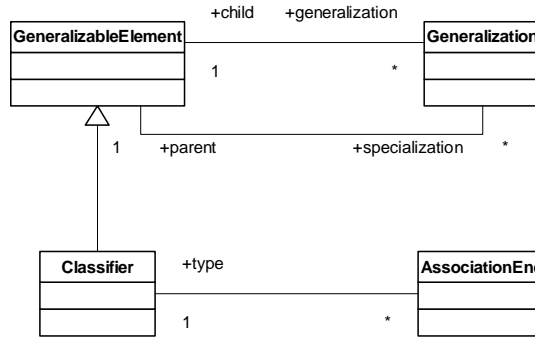 +child +generalization
GeneralizableElement Generalization
1 *
1 +parent +specialization *
Classifier +type AssociationEnd
1 *